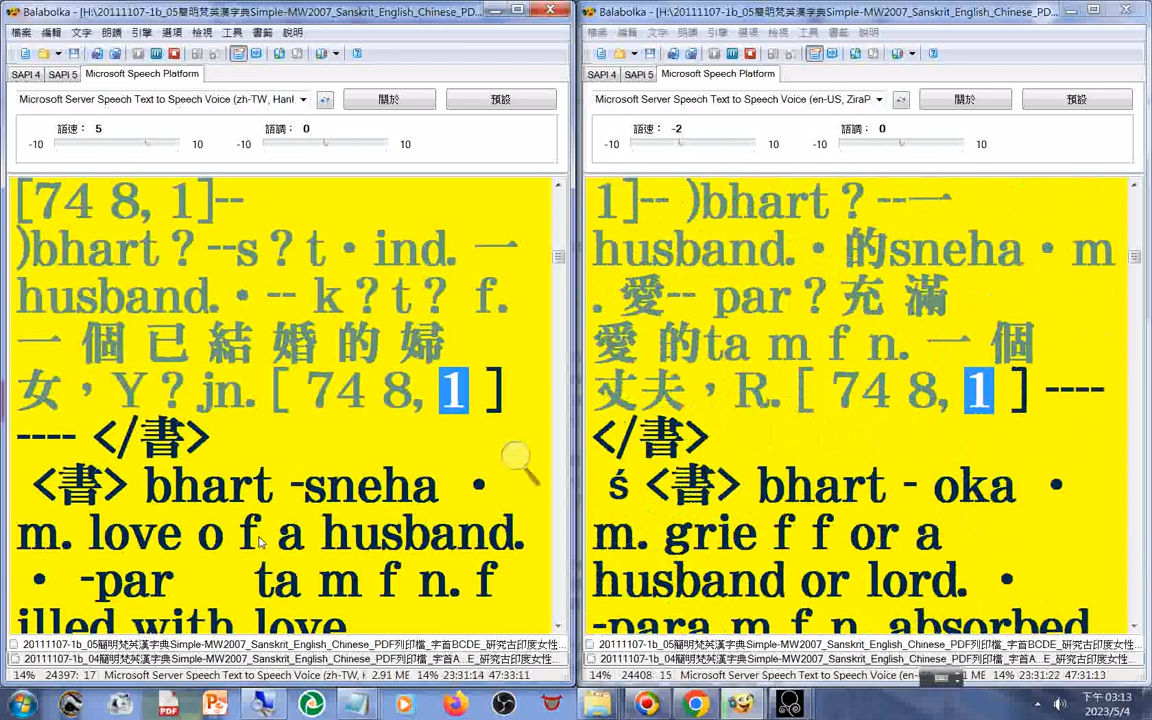 Balabolka - [H:\20111107-1b_05簡明梵英漢字典Simple-MW2007_Sanskrit_English_Chinese_PD...
檔案 編輯 文字 朗讀 引擎 選項 檢視 工具 書籤 說明
SAPI 4 SAPI 5 Microsoft Speech Platform
Microsoft Server Speech Text to Speech Voice (zh-TW, Hanl 關於 預設
語速： 5 語調： 0
-10 10 -10 10
[74 8, 1]--
)bhart？--s？t・ind. 一
husband.・-- k？t？ f.
一 個 已 結 婚 的 婦
女，Y？jn. [ 74 8, 1 ]
---- </書>
<書> bhart -sneha ・
m. love o f a husband.
・ -par ta m f n. f
illed with love
20111107-1b_05簡明梵英漢字典Simple-MW2007_Sanskrit_English_Chinese_PDF列印檔_字首BCDE_研究古印度女性...
20111107-1b_04簡明梵英漢字典Simple-MW2007_Sanskrit_English_Chinese_PDF列印檔_字首A...E_研究古印度女性...
14% 24397: 17 Microsoft Server Speech Text to Speech Voice (zh-TW, 2.91 ME 14% 23:31:14 47:33:11
Balabolka - [H:\20111107-1b_05簡明梵英漢字典Simple-MW2007_Sanskrit_English_Chinese_PD...
檔案 編輯 文字 朗讀 引擎 選項 檢視 工具 書籤 說明
SAPI 4 SAPI 5 Microsoft Speech Platform
Microsoft Server Speech Text to Speech Voice (en-US, ZiraP 關於 預設
語速： -2 語調： 0
-10 10 -10 10
1]-- )bhart？--一
husband.・的sneha・m
. 愛-- par？充 滿
愛 的ta m f n. 一 個
丈夫，R. [ 74 8, 1 ] ----
</書>
ś <書> bhart - oka ・
m. grie f f or a
husband or lord. ・
-para m f n. absorbed
20111107-1b_05簡明梵英漢字典Simple-MW2007_Sanskrit_English_Chinese_PDF列印檔_字首BCDE_研究古印度女性...
20111107-1b_04簡明梵英漢字典Simple-MW2007_Sanskrit_English_Chinese_PDF列印檔_字首A...E_研究古印度女...
14% 24408 15 Microsoft Server Speech Text to Speech Voice (en-US, 14% 23:31:22 47:31:13
PDF
下午 03:13
2023/5/4